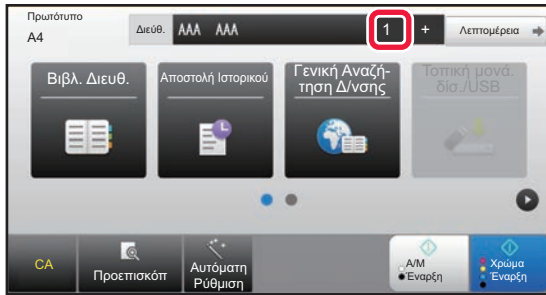 Πρωτότυπο
A4
Διεύθ. AAA AAA 1 + Λεπτομέρεια
Βιβλ. Διευθ.
Αποστολή Ιστορικού
Γενική Αναζή-
τηση Δ/νσης
Τοπική μονά.
δίσ./USB
CA
Προεπισκόπ
Αυτόματη
Ρύθμιση
Α/Μ
Έναρξη
Χρώμα
Έναρξη